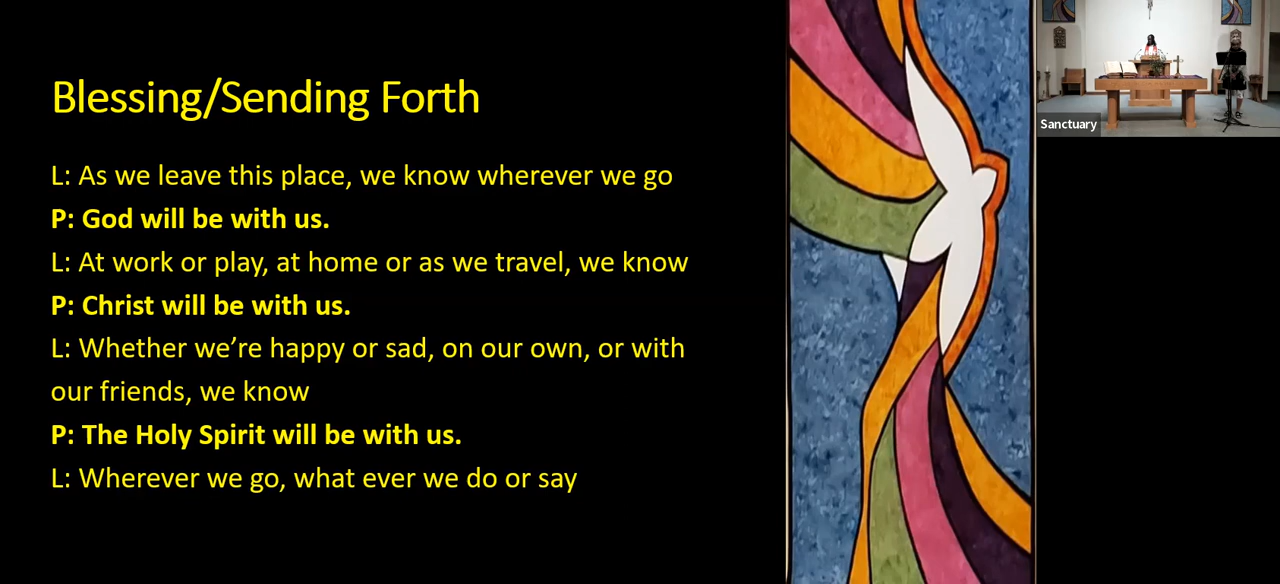 Blessing/Sending Forth
L: As we leave this place, we know wherever we go
P: God will be with us.
L: At work or play, at home or as we travel, we know
P: Christ will be with us.
L: Whether we’re happy or sad, on our own, or with
our friends, we know
P: The Holy Spirit will be with us.
L: Wherever we go, what ever we do or say
Sanctuary